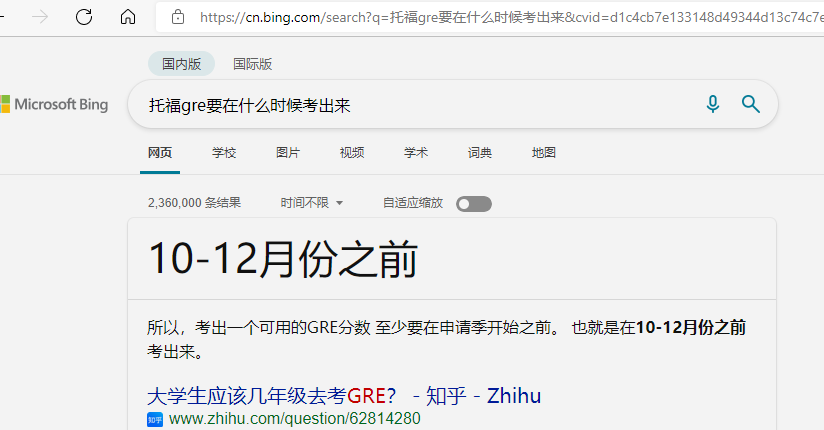 https://cn.bing.com/search?q=托福gre要在什么时候考出来&cvid=d1c4cb7e133148d49344d13c74c7e
国内版 国际版
Microsoft Bing
托福gre要在什么时候考出来
网页 学校 图片 视频 学术 词典 地图
2,360,000 条结果 时间不限 自适应缩放
10-12月份之前
所以，考出一个可用的GRE分数 至少要在申请季开始之前。 也就是在10-12月份之前
考出来。
大学生应该几年级去考GRE？ - 知乎 - Zhihu
知乎 www.zhihu.com/question/62814280